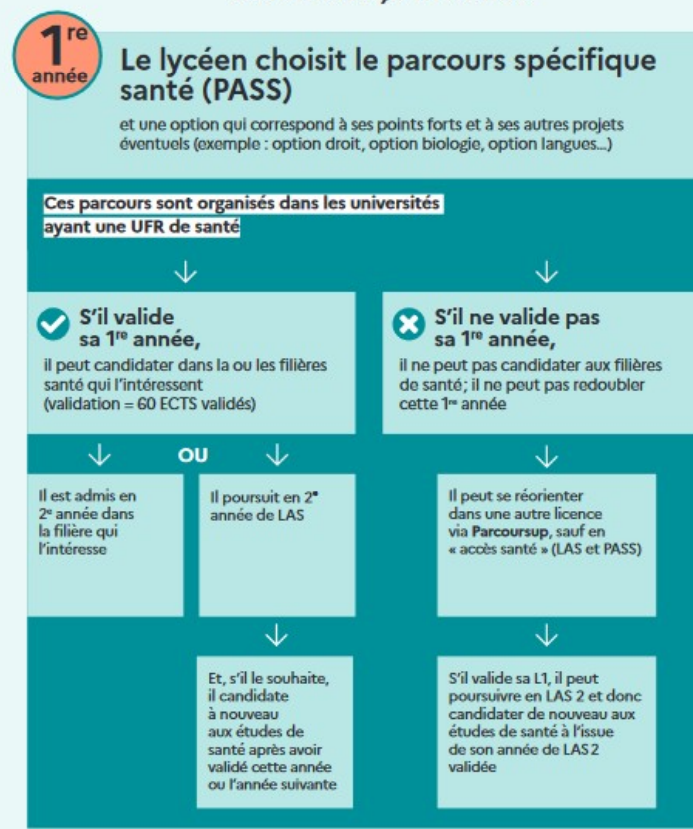 1re
année
Le lycéen choisit le parcours spécifique
santé (PASS)
et une option qui correspond à ses points forts et à ses autres projets
éventuels (exemple : option droit, option biologie, option langues...)
Ces parcours sont organisés dans les universités
ayant une UFR de santé
S'il valide
sa 1re année,
il peut candidater dans la ou les filières
santé qui l'intéressent
(validation = 60 ECTS validés)
S'il ne valide pas
sa 1re année,
il ne peut pas candidater aux filières
de santé; il ne peut pas redoubler
cette 1re année
OU
Il est admis en
2e année dans
la filière qui
l'intéresse
Il poursuit en 2e
année de LAS
Il peut se réorienter
dans une autre licence
via Parcoursup, sauf en
« accès santé » (LAS et PASS)
Et, s'il le souhaite,
il candidate
à nouveau
aux études de
santé après avoir
validé cette année
ou l'année suivante
S'il valide sa L1, il peut
poursuivre en LAS 2 et donc
candidater de nouveau aux
études de santé à l'issue
de son année de LAS 2
validée